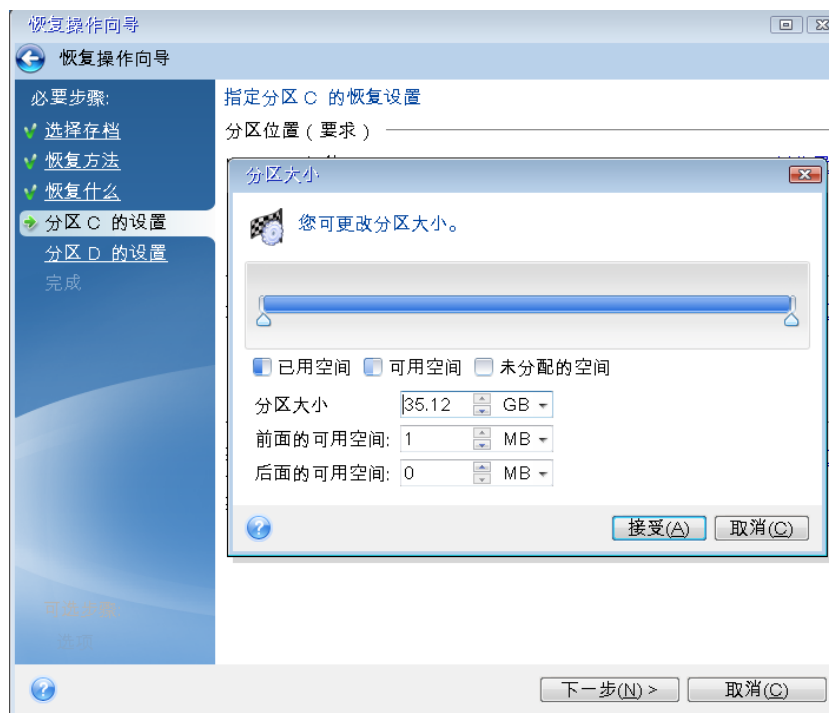 恢复操作向导
恢复操作向导
必要步骤:
选择存档
恢复方法
恢复什么
分区 C 的设置
分区 D 的设置
完成
指定分区 C 的恢复设置
分区位置 ( 要求 )
分区大小
您可更改分区大小。
已用空间 可用空间 未分配的空间
分区大小 35.12 GB
前面的可用空间: 1 MB
后面的可用空间: 0 MB
接受(A) 取消(C)
下一步(N) > 取消(C)